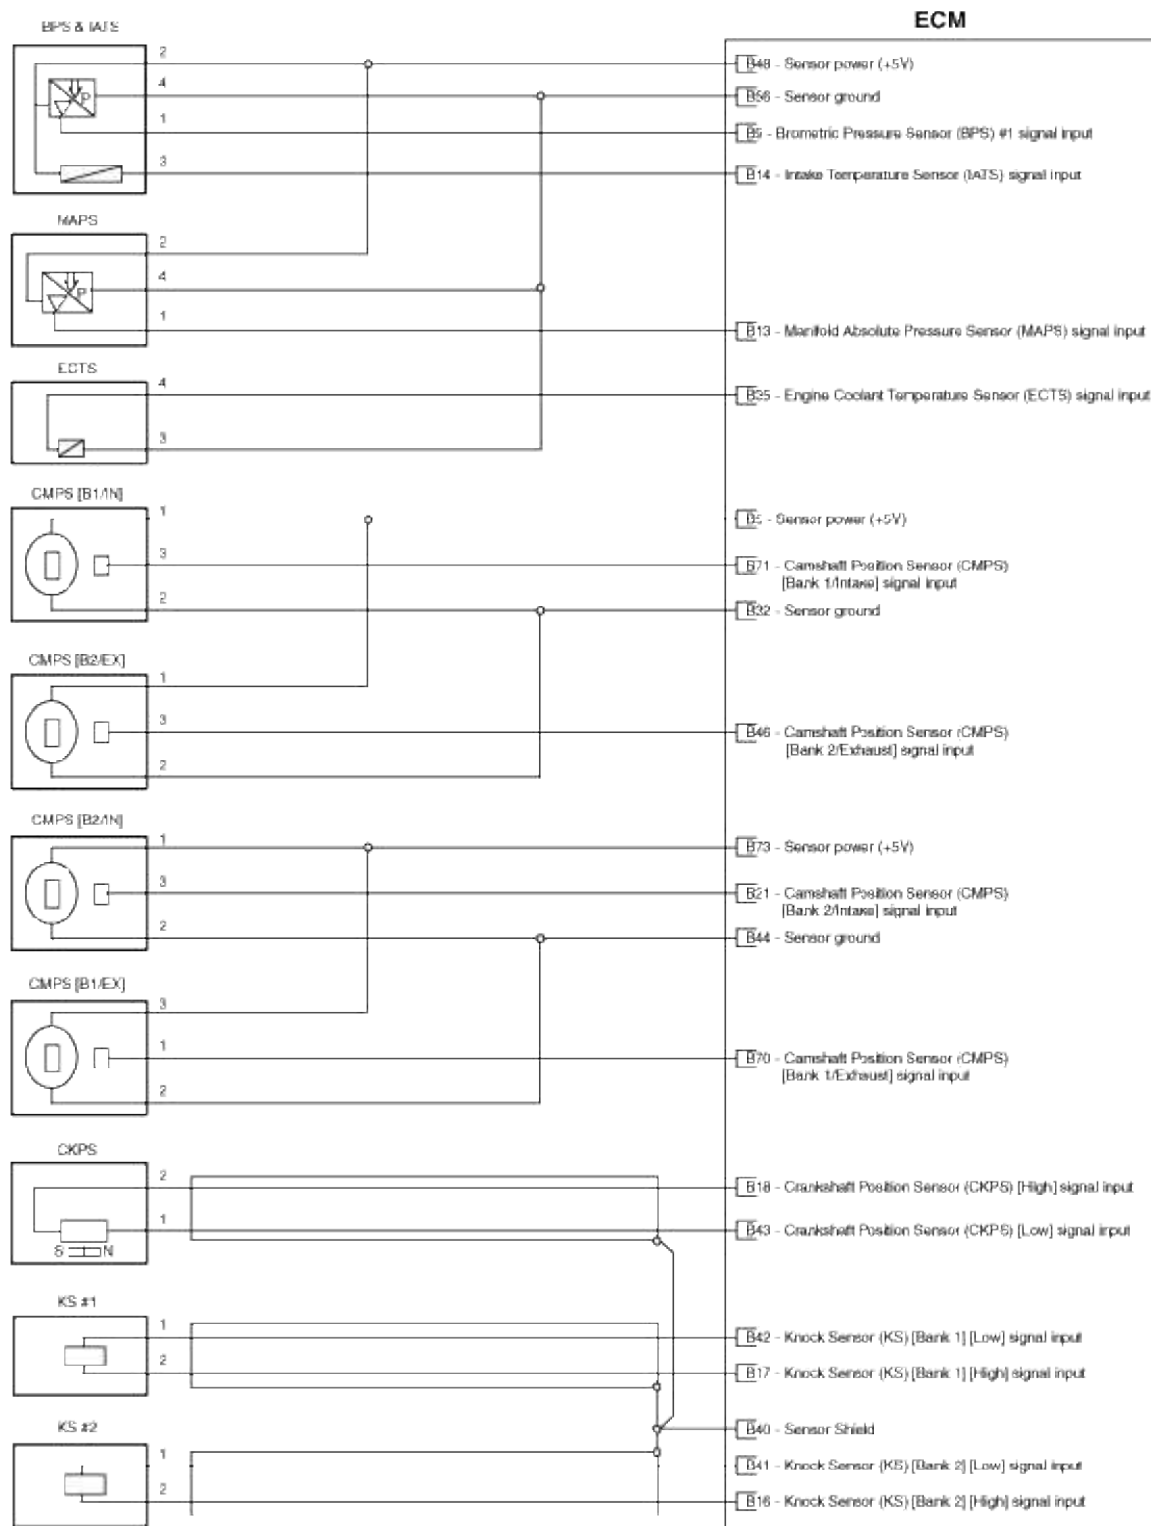 ECM
BPS & IATS
2
B48 - Sensor power (+5V)
4
B56 - Sensor ground
1
B5 - Brometric Pressure Sensor (BPS) #1 signal input
3
B14 - Intake Temperature Sensor (IATS) signal input
P
MAPS
2
4
1
B13 - Manifold Absolute Pressure Sensor (MAPS) signal input
P
ECTS
4
B35 - Engine Coolant Temperature Sensor (ECTS) signal input
3
CMPS [B1/IN]
1
- Sensor power (+5V)
3
B71 - Camshaft Position Sensor (CMPS)
[Bank 1/Intake] signal input
2
B32 - Sensor ground
CMPS [B2/EX]
1
3
B46 - Camshaft Position Sensor (CMPS)
[Bank 2/Exhaust] signal input
2
CMPS [B2/IN]
1
B73 - Sensor power (+5V)
3
B21 - Camshaft Position Sensor (CMPS)
[Bank 2/Intake] signal input
2
B44 - Sensor ground
CMPS [B1/EX]
3
1
B70 - Camshaft Position Sensor (CMPS)
[Bank 1/Exhaust] signal input
2
CKPS
2
B18 - Crankshaft Position Sensor (CKPS) [High] signal input
1
B43 - Crankshaft Position Sensor (CKPS) [Low] signal input
S N
KS #1
1
B42 - Knock Sensor (KS) [Bank 1] [Low] signal input
2
B17 - Knock Sensor (KS) [Bank 1] [High] signal input
KS #2
B40 - Sensor Shield
1
B41 - Knock Sensor (KS) [Bank 2] [Low] signal input
2
B16 - Knock Sensor (KS) [Bank 2] [High] signal input